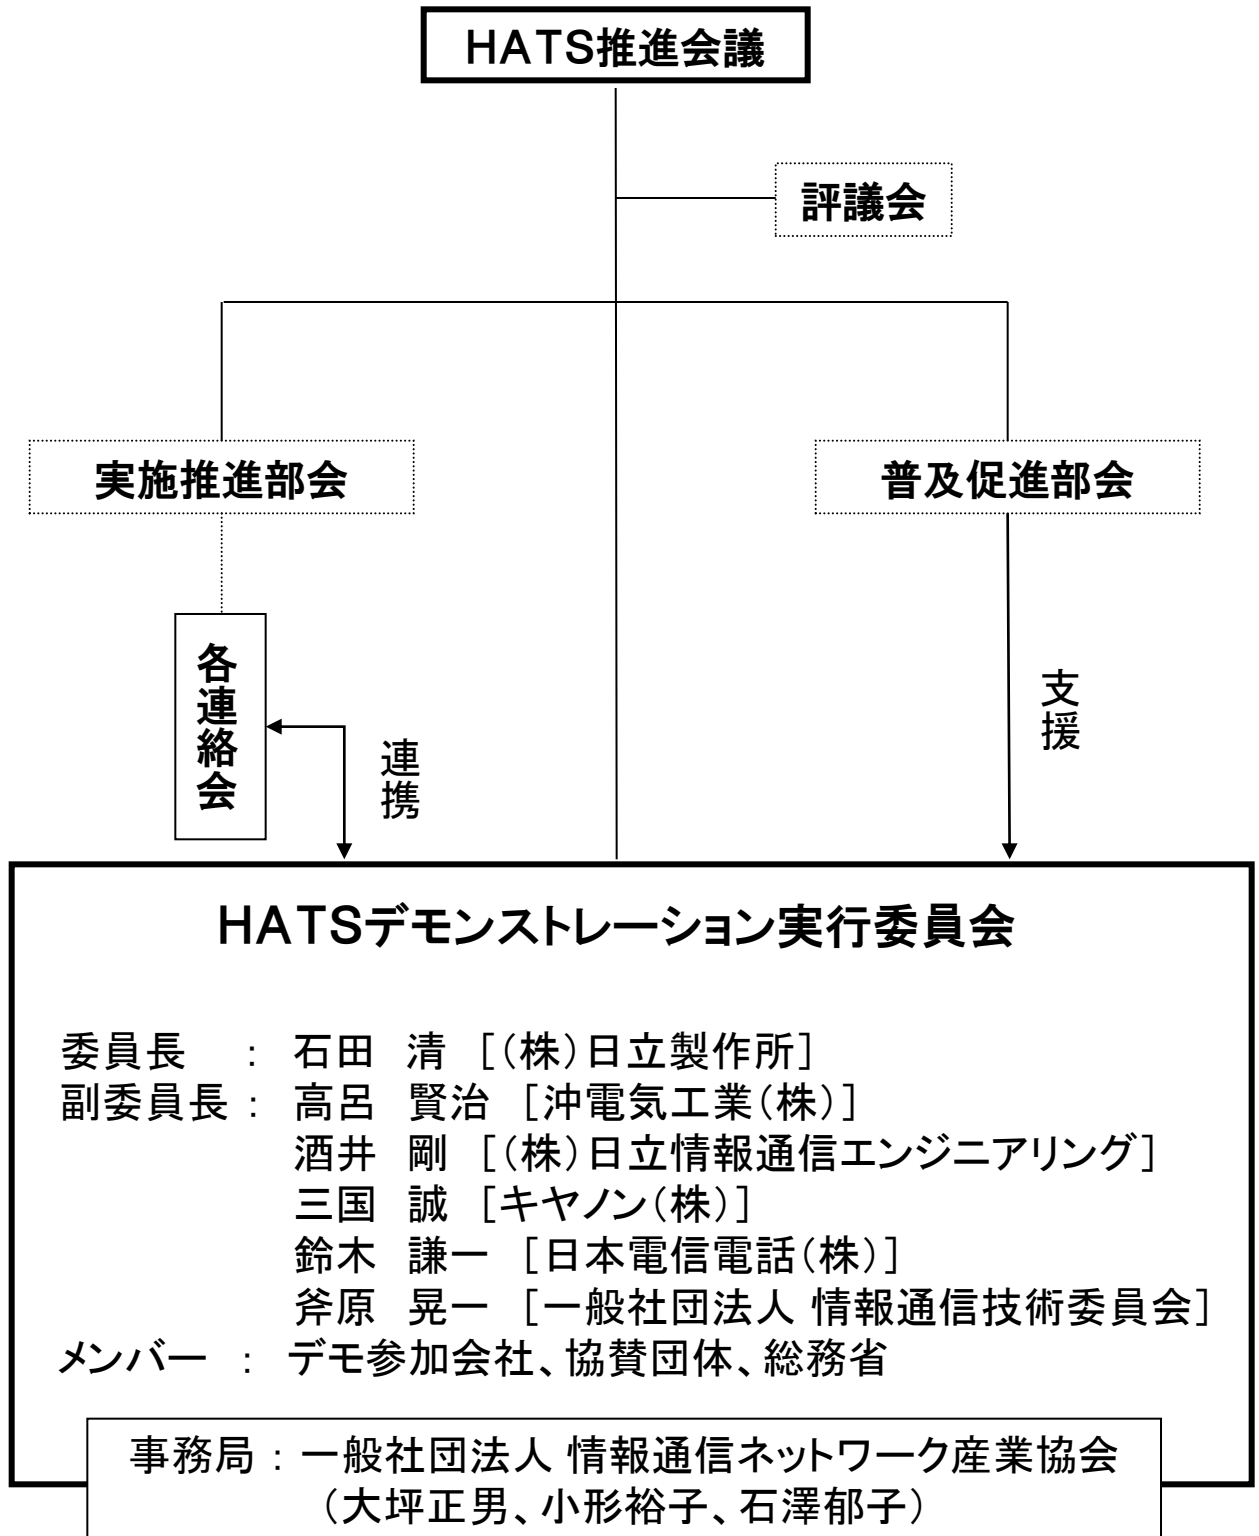 HATS推進会議
評議会
実施推進部会
普及促進部会
各連絡会
連携
支援
HATSデモンストレーション実行委員会
委員長 : 石田 清 [(株)日立製作所]
副委員長 : 高呂 賢治 [沖電気工業(株)]
酒井 剛 [(株)日立情報通信エンジニアリング]
三国 誠 [キヤノン(株)]
鈴木 謙一 [日本電信電話(株)]
斧原 晃一 [一般社団法人 情報通信技術委員会]
メンバー : デモ参加会社、協賛団体、総務省
事務局 : 一般社団法人 情報通信ネットワーク産業協会
(大坪正男、小形裕子、石澤郁子)